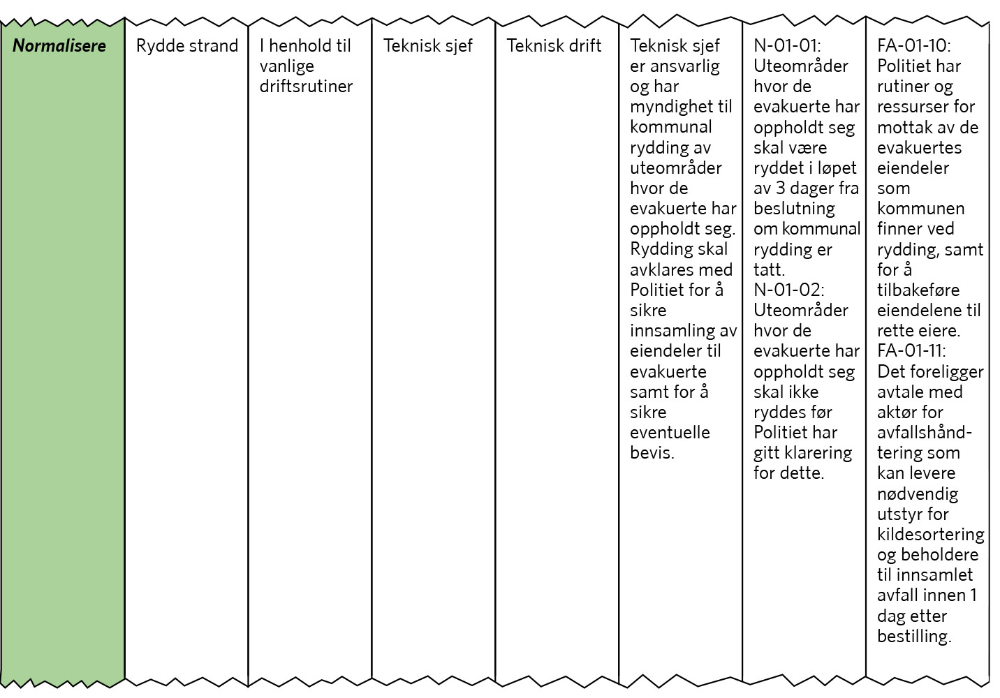 Normalisere
Rydde strand
I henhold til
vanlige
driftsrutiner
Teknisk sjef
Teknisk drift
Teknisk sjef
er ansvarlig
og har
myndighet til
kommunal
rydding av
uteområder
hvor de
evakuerte har
oppholdt seg.
Rydding skal
avklares med
Politiet for å
sikre
innsamling av
eiendeler til
evakuerte
samt for å
sikre
eventuelle
bevis.
N-01-01:
Uteområder
hvor de
evakuerte har
oppholdt seg
skal være
ryddet i løpet
av 3 dager fra
beslutning
om kommunal
rydding er
tatt.
N-01-02:
Uteområder
hvor de
evakuerte har
oppholdt seg
skal ikke
ryddes før
Politiet har
gitt klarering
for dette.
FA-01-10:
Politiet har
rutiner og
ressurser for
mottak av de
evakuertes
eiendeler
som
kommunen
finner ved
rydding, samt
for å
tilbakeføre
eiendelene til
rette eiere.
FA-01-11:
Det foreligger
avtale med
aktør for
avfallshånd-
tering som
kan levere
nødvendig
utstyr for
kildesortering
og beholdere
til innsamlet
avfall innen 1
dag etter
bestilling.